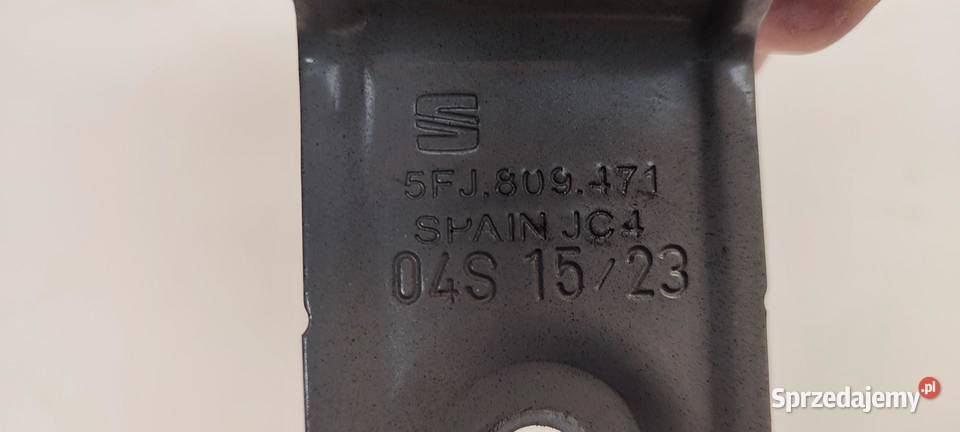 5FJ.809.471
SPAIN JC4
04S 15/23
Sprzedajemy.pl